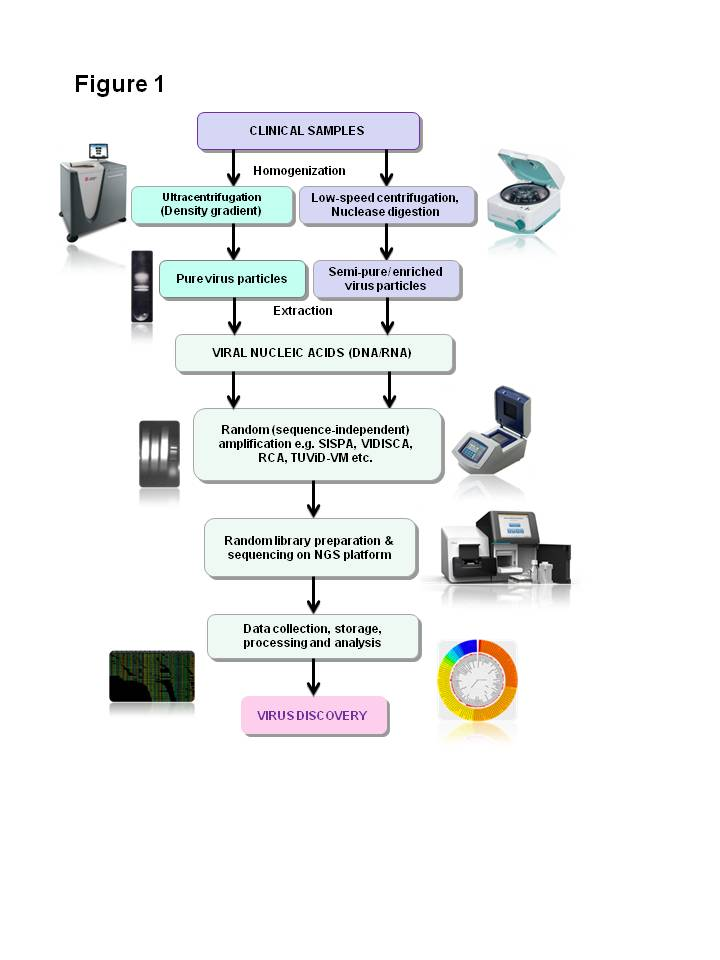 Figure 1
CLINICAL SAMPLES
Homogenization
Ultracentrifugation
(Density gradient)
Low-speed centrifugation,
Nuclease digestion
Pure virus particles
Semi-pure/ enriched
virus particles
Extraction
VIRAL NUCLEIC ACIDS (DNA/RNA)
Random (sequence-independent)
amplification e.g. SISPA, VIDISCA,
RCA, TUViD-VM etc.
Random library preparation &
sequencing on NGS platform
Data collection, storage,
processing and analysis
VIRUS DISCOVERY